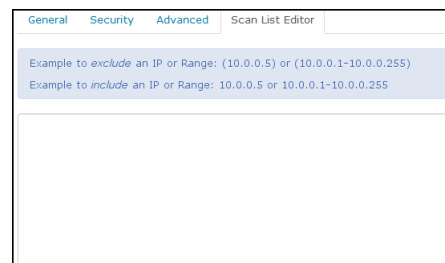 General Security Advanced Scan List Editor
Example to exclude an IP or Range: (10.0.0.5) or (10.0.0.1-10.0.0.255)
Example to include an IP or Range: 10.0.0.5 or 10.0.0.1-10.0.0.255